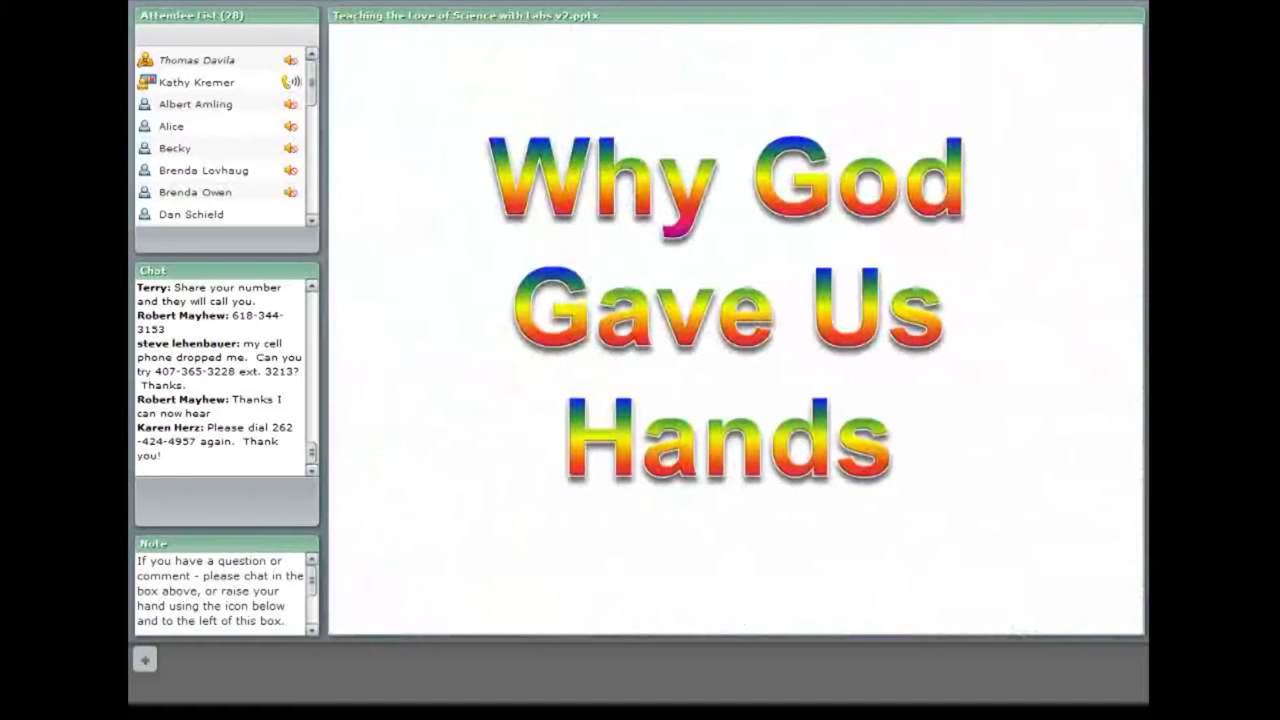 Attendee List (28)
Thomas Davila
Kathy Kremer
Albert Amling
Alice
Becky
Brenda Lovhaug
Brenda Owen
Dan Schield
Chat
Terry: Share your number
and they will call you.
Robert Mayhew: 618-344-
3153
steve lehenbauer: my cell
phone dropped me. Can you
try 407-365-3228 ext. 3213?
Thanks.
Robert Mayhew: Thanks I
can now hear
Karen Herz: Please dial 262
-424-4957 again. Thank
you!
Note
If you have a question or
comment - please chat in the
box above, or raise your
hand using the icon below
and to the left of this box.
Teaching the Love of Science with Labs v2.pptx
Why God
Gave Us
Hands